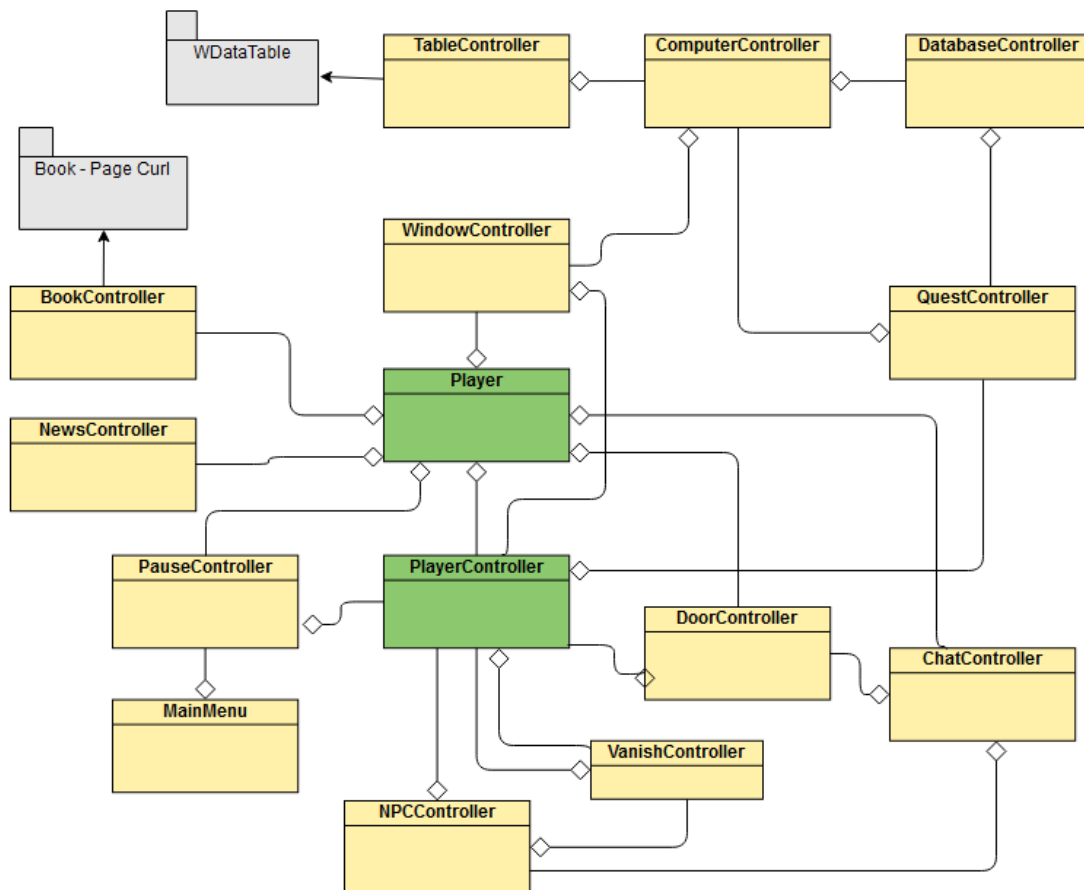 TableController
ComputerController
DatabaseController
WDataTable
Book - Page Curl
WindowController
BookController
QuestController
Player
NewsController
PauseController
PlayerController
DoorController
ChatController
MainMenu
VanishController
NPCController